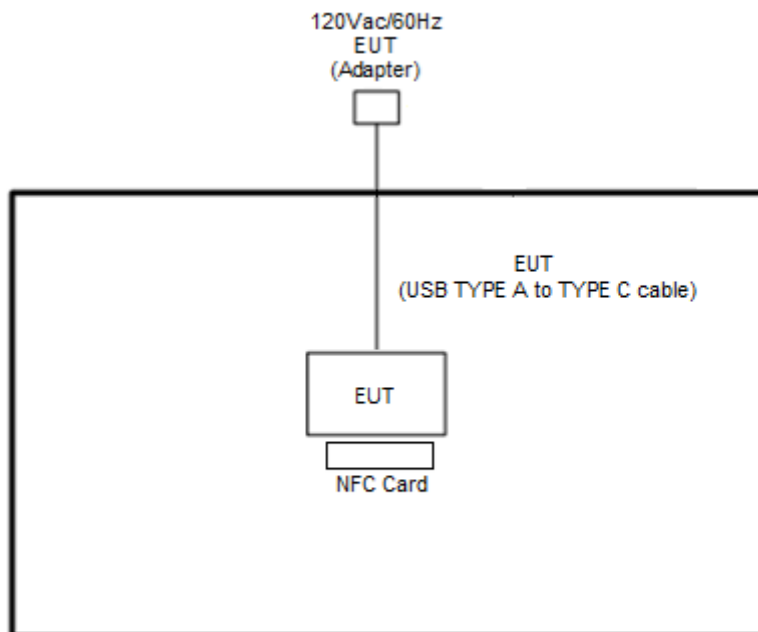 120Vac/60Hz
EUT
(Adapter)
EUT
(USB TYPE A to TYPE C cable)
EUT
NFC Card